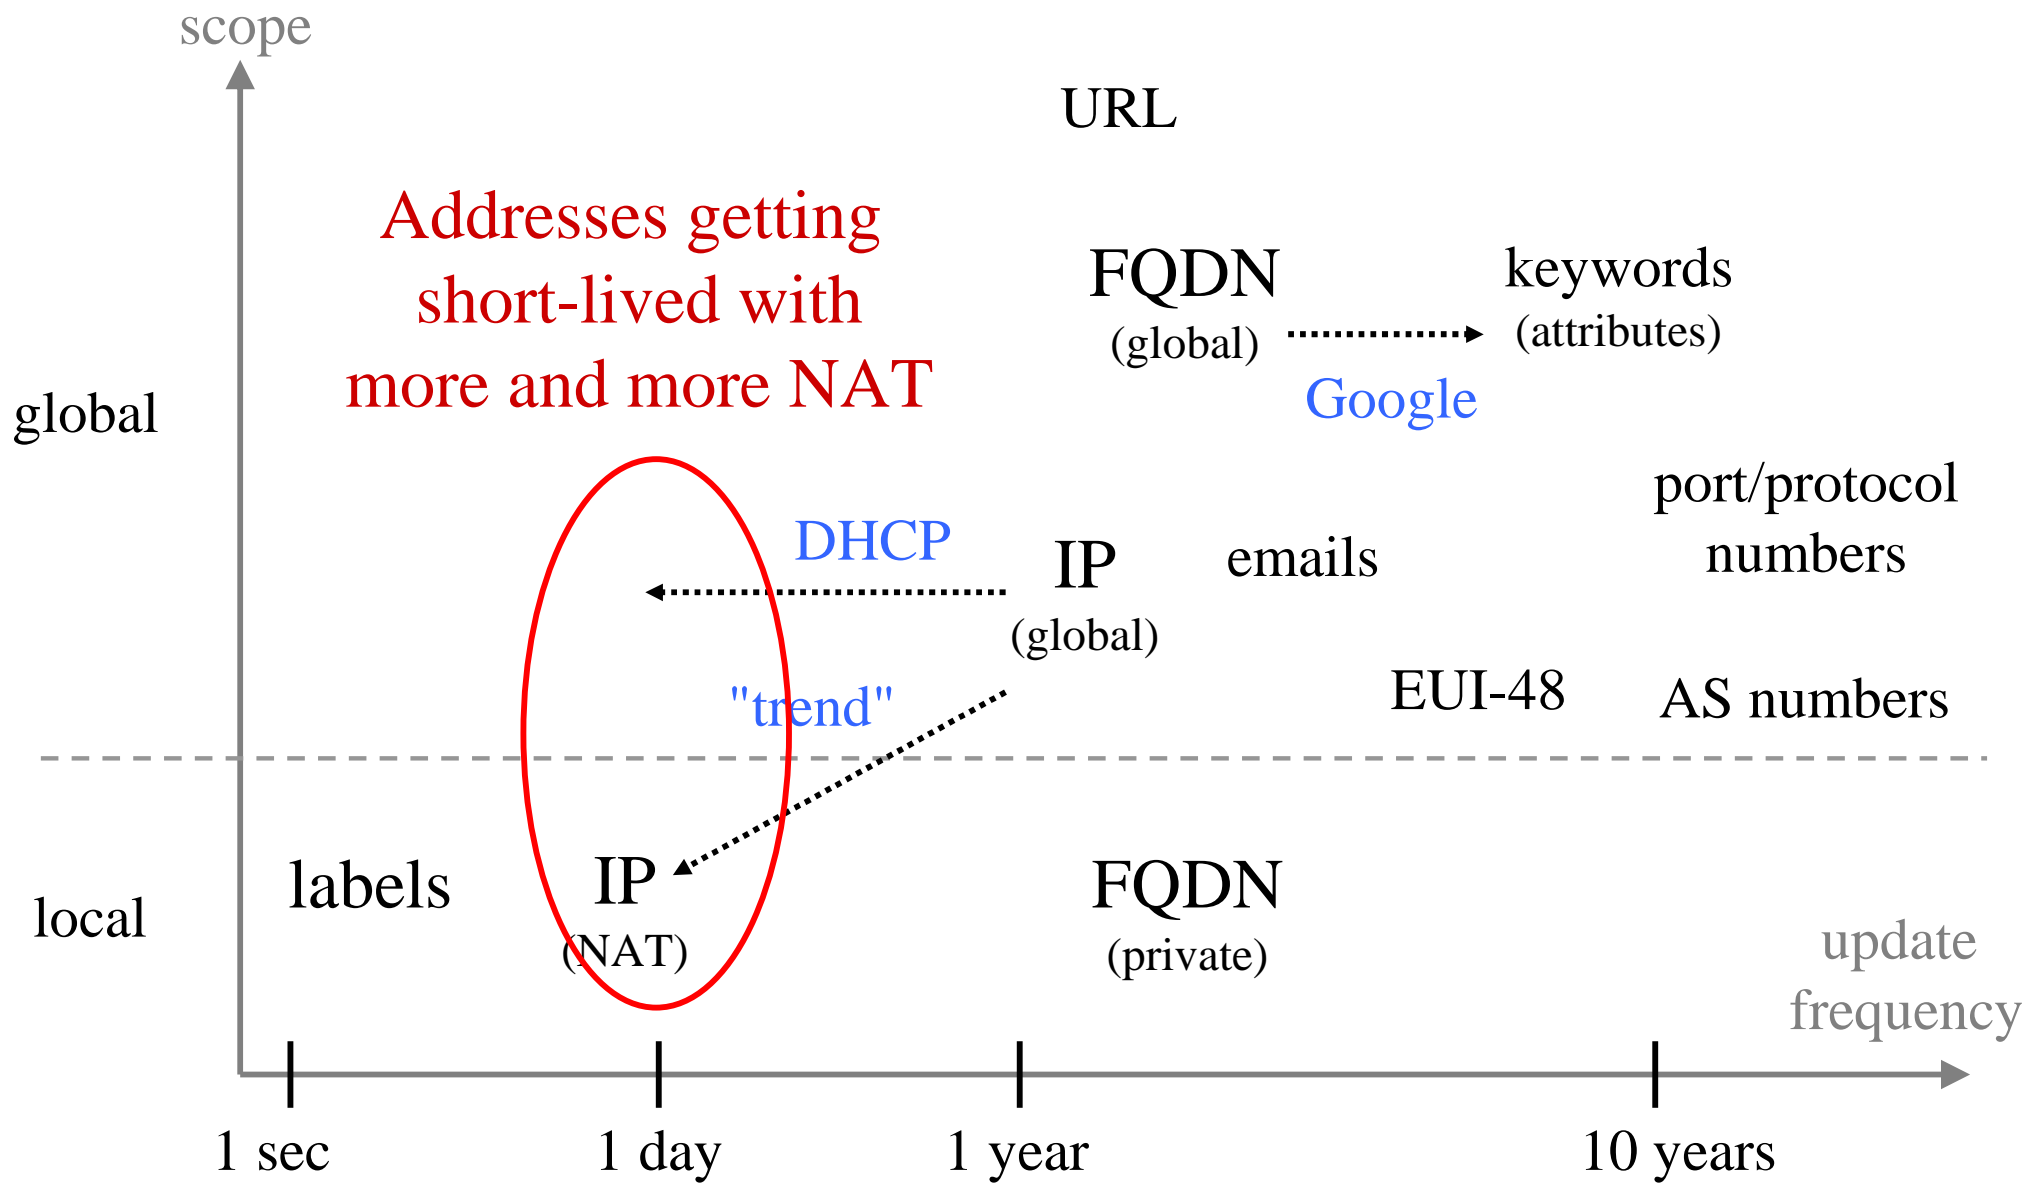 scope
URL
Addresses getting
short-lived with
more and more NAT
FQDN
(global)
keywords
(attributes)
Google
global
port/protocol
numbers
DHCP
IP
(global)
emails
"trend"
EUI-48
AS numbers
labels
IP
(NAT)
FQDN
(private)
local
update
frequency
1 sec
1 day
1 year
10 years